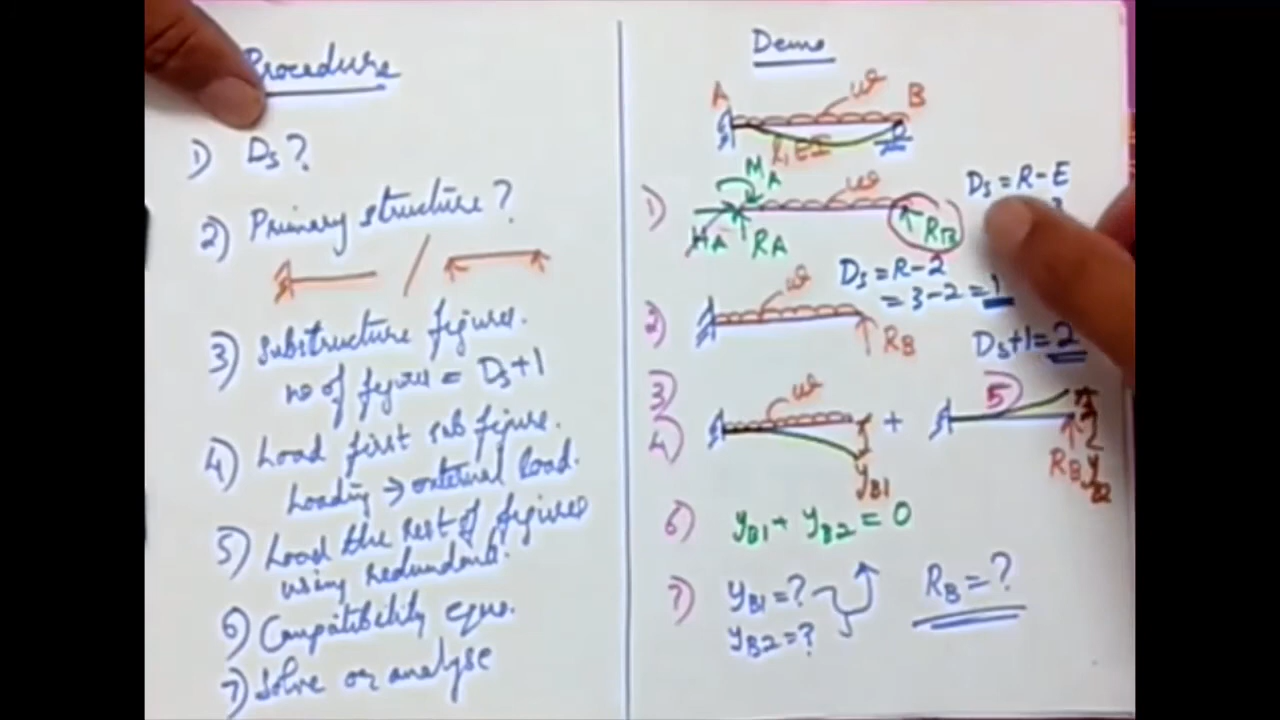 Procedure
1) Ds?
2) Primary structure?
/
3) Substructure figures.
no of figures = Ds+1
4) Load first sub figure.
Loading → external load.
5) Load the rest of figures
using redundant.
6) Compatibility eqns.
7) Solve or analyse
Demo
A w B
L, EI
MA
1) w Ds = R-E
HA RA RB
Ds = R-2
= 3-2 = 1
2) w RB
Ds+1=2
3) w 5)
4) +
yB1 RB yB2
6) yB1 + yB2 = 0
7) yB1 = ? RB = ?
yB2 = ?